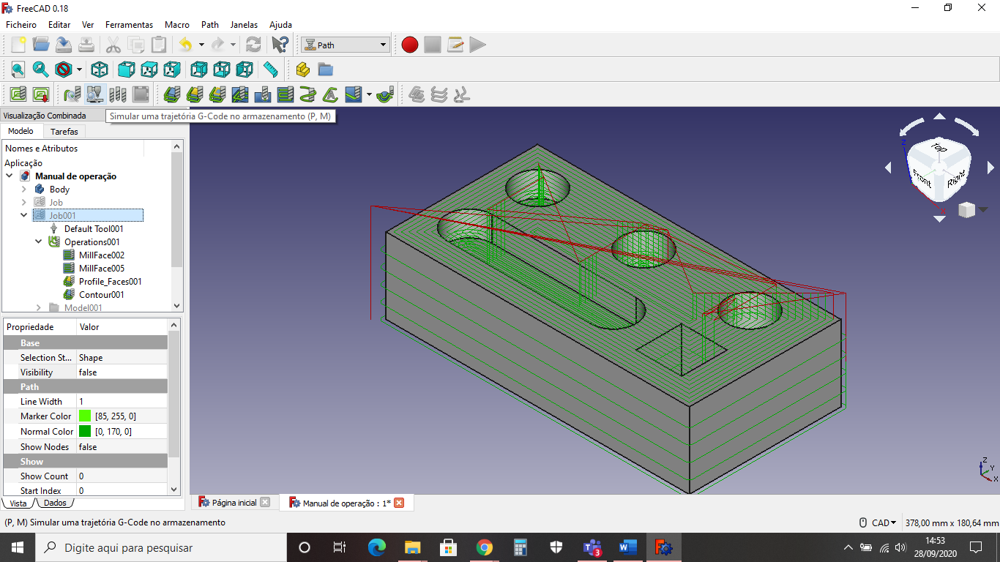 FreeCAD 0.18
Ficheiro Editar Ver Ferramentas Macro Path Janelas Ajuda
Path
Visualização Combinada
Simular uma trajetória G-Code no armazenamento (P, M)
Modelo Tarefas
Nomes e Atributos
Aplicação
Manual de operação
Body
Job
Job001
Default Tool001
Operations001
MillFace002
MillFace005
Profile_Faces001
Contour001
Model001
Propriedade Valor
Base
Selection St... Shape
Visibility false
Path
Line Width 1
Marker Color [85, 255, 0]
Normal Color [0, 170, 0]
Show Nodes false
Show
Show Count 0
Start Index 0
Vista Dados
Top
Front
Right
Z
X
Z
Y
X
Página inicial
Manual de operação : 1*
(P, M) Simular uma trajetória G-Code no armazenamento
CAD
378,00 mm x 180,64 mm
Digite aqui para pesquisar
3
14:53
28/09/2020